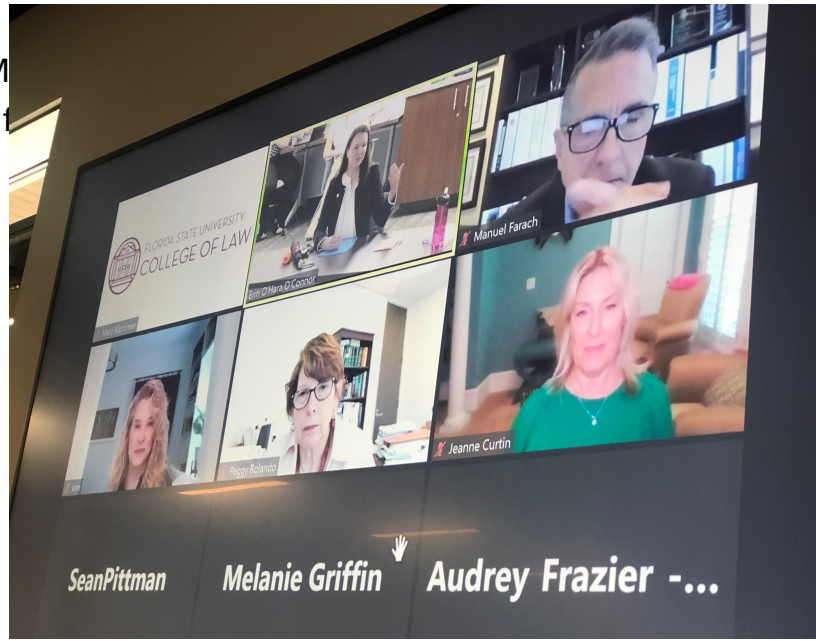 FLORIDA STATE UNIVERSITY
COLLEGE OF LAW
Erin O'Hara O'Connor
Manuel Farach
Peggy Rolando
Jeanne Curtin
SeanPittman
Melanie Griffin
Audrey Frazier -...